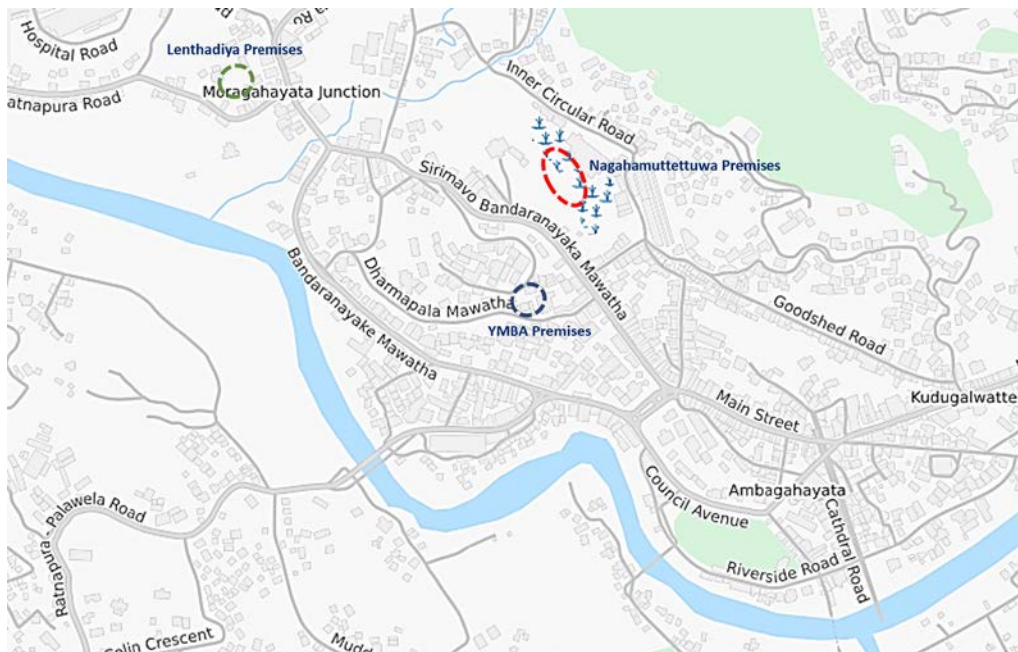 Hospital Road
Lenthadiya Premises
Ratnapura Road
Moragahayata Junction
Inner Circular Road
Nagahamuttettuwa Premises
Sirimavo Bandaranayaka Mawatha
Bandaranayake Mawatha
Dharmapala Mawatha
YMBA Premises
Goodshed Road
Main Street
Kudugalwatte
Ambagahayata
Council Avenue
Cathdral Road
Riverside Road
Ratnapura - Palawela Road
Colin Crescent
Mudd